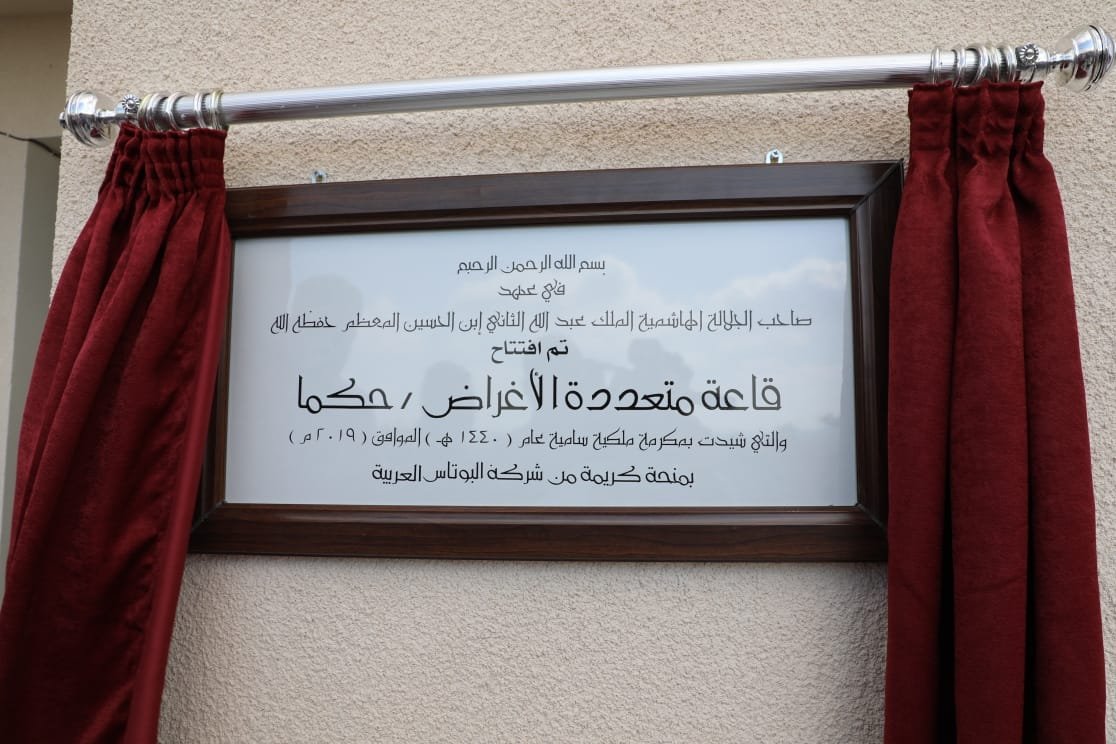 بسم الله الرحمن الرحيم
في عهد
صاحب الجلالة الهاشمية الملك عبد الله الثاني إبن الحسين المعظم حفظه الله
تم افتتاح
قاعة متعددة الأغراض / حكما
والتي شيدت بمكرمة ملكية سامية عام ( ١٤٤٠ هـ ) الموافق ( ٢٠١٩ م )
بمنحة كريمة من شركة البوتاس العربية